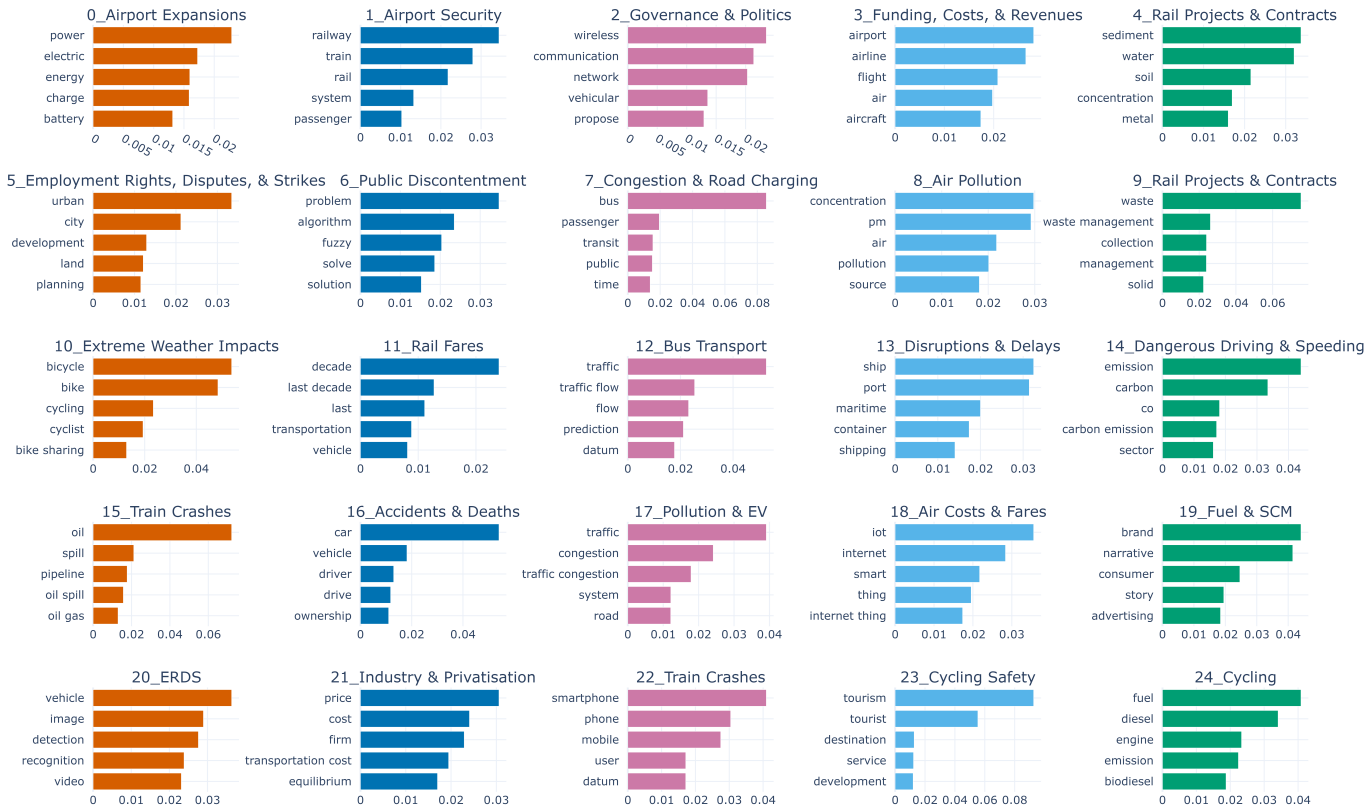 0_Airport Expansions
power
electric
energy
charge
battery
0 0.005 0.01 0.015 0.02
1_Airport Security
railway
train
rail
system
passenger
0 0.01 0.02 0.03
2_Governance & Politics
wireless
communication
network
vehicular
propose
0 0.005 0.01 0.015 0.02
3_Funding, Costs, & Revenues
airport
airline
flight
air
aircraft
0 0.02
4_Rail Projects & Contracts
sediment
water
soil
concentration
metal
0 0.01 0.02 0.03
5_Employment Rights, Disputes, & Strikes
urban
city
development
land
planning
0 0.01 0.02 0.03
6_Public Discontentment
problem
algorithm
fuzzy
solve
solution
0 0.01 0.02 0.03
7_Congestion & Road Charging
bus
passenger
transit
public
time
0 0.02 0.04 0.06 0.08
8_Air Pollution
concentration
pm
air
pollution
source
0 0.01 0.02 0.03
9_Rail Projects & Contracts
waste
waste management
collection
management
solid
0 0.02 0.04 0.06
10_Extreme Weather Impacts
bicycle
bike
cycling
cyclist
bike sharing
0 0.02 0.04
11_Rail Fares
decade
last decade
last
transportation
vehicle
0 0.01 0.02
12_Bus Transport
traffic
traffic flow
flow
prediction
datum
0 0.02 0.04
13_Disruptions & Delays
ship
port
maritime
container
shipping
0 0.01 0.02 0.03
14_Dangerous Driving & Speeding
emission
carbon
co
carbon emission
sector
0 0.01 0.02 0.03 0.04
15_Train Crashes
oil
spill
pipeline
oil spill
oil gas
0 0.02 0.04 0.06
16_Accidents & Deaths
car
vehicle
driver
drive
ownership
0 0.02 0.04
17_Pollution & EV
traffic
congestion
traffic congestion
system
road
0 0.01 0.02 0.03 0.04
18_Air Costs & Fares
iot
internet
smart
thing
internet thing
0 0.01 0.02 0.03
19_Fuel & SCM
brand
narrative
consumer
story
advertising
0 0.01 0.02 0.03 0.04
20_ERDS
vehicle
image
detection
recognition
video
0 0.01 0.02 0.03
21_Industry & Privatisation
price
cost
firm
transportation cost
equilibrium
0 0.01 0.02 0.03
22_Train Crashes
smartphone
phone
mobile
user
datum
0 0.01 0.02 0.03 0.04
23_Cycling Safety
tourism
tourist
destination
service
development
0 0.02 0.04 0.06 0.08
24_Cycling
fuel
diesel
engine
emission
biodiesel
0 0.01 0.02 0.03 0.04